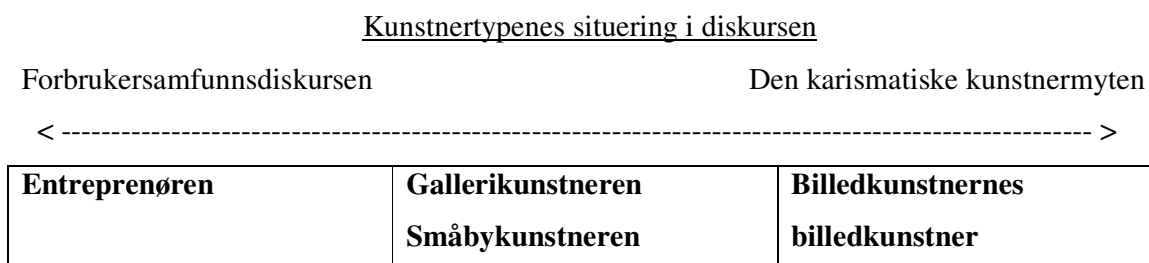 Kunstnertypenes situering i diskursen
Forbrukersamfunnsdiskursen Den karismatiske kunstnermyten
< -------------------------------------------------------------------------------------------------------- >
Entreprenøren Gallerikunstneren Billedkunstnernes
Småbykunstneren billedkunstner